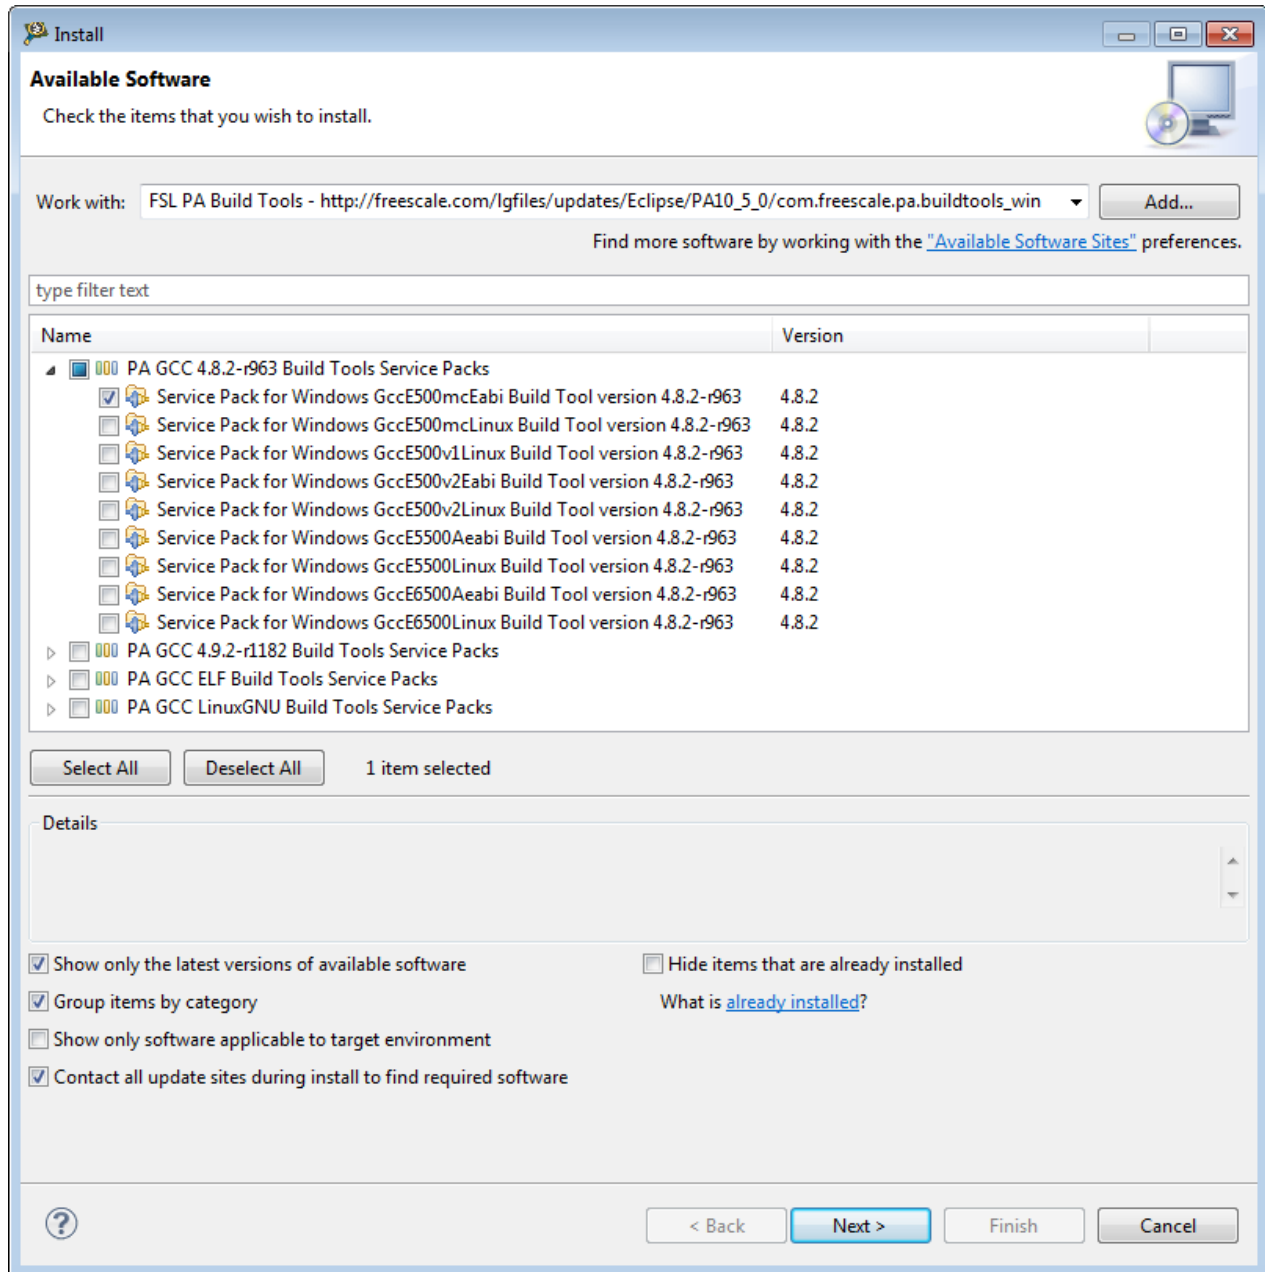 Install
Available Software
Check the items that you wish to install.
Work with: FSL PA Build Tools - http://freescale.com/lgfiles/updates/Eclipse/PA10_5_0/com.freescale.pa.buildtools_win Add...
Find more software by working with the "Available Software Sites" preferences.
type filter text
Name Version
PA GCC 4.8.2-r963 Build Tools Service Packs
Service Pack for Windows GccE500mcEabi Build Tool version 4.8.2-r963 4.8.2
Service Pack for Windows GccE500mcLinux Build Tool version 4.8.2-r963 4.8.2
Service Pack for Windows GccE500v1Linux Build Tool version 4.8.2-r963 4.8.2
Service Pack for Windows GccE500v2Eabi Build Tool version 4.8.2-r963 4.8.2
Service Pack for Windows GccE500v2Linux Build Tool version 4.8.2-r963 4.8.2
Service Pack for Windows GccE5500Aeabi Build Tool version 4.8.2-r963 4.8.2
Service Pack for Windows GccE5500Linux Build Tool version 4.8.2-r963 4.8.2
Service Pack for Windows GccE6500Aeabi Build Tool version 4.8.2-r963 4.8.2
Service Pack for Windows GccE6500Linux Build Tool version 4.8.2-r963 4.8.2
PA GCC 4.9.2-r1182 Build Tools Service Packs
PA GCC ELF Build Tools Service Packs
PA GCC LinuxGNU Build Tools Service Packs
Select All Deselect All 1 item selected
Details
Show only the latest versions of available software Hide items that are already installed
Group items by category What is already installed?
Show only software applicable to target environment
Contact all update sites during install to find required software
? < Back Next > Finish Cancel